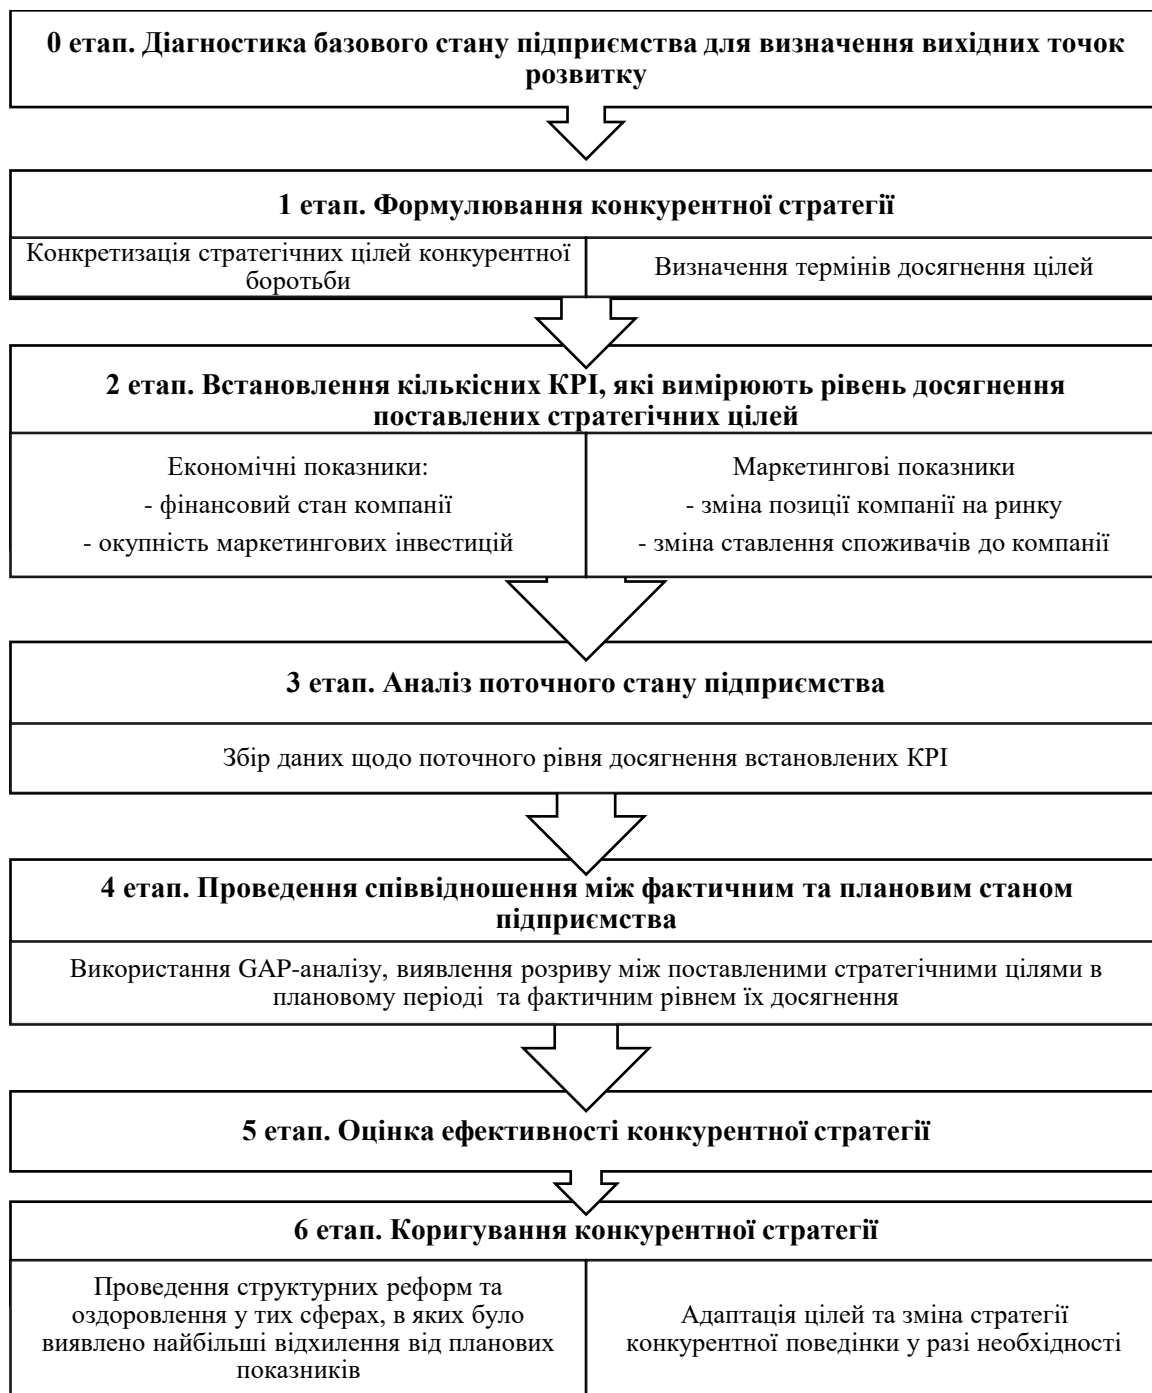 0 етап. Діагностика базового стану підприємства для визначення вихідних точок
розвитку
1 етап. Формулювання конкурентної стратегії
Конкретизація стратегічних цілей конкурентної
боротьби
Визначення термінів досягнення цілей
2 етап. Встановлення кількісних КРІ, які вимірюють рівень досягнення
поставлених стратегічних цілей
Економічні показники:
- фінансовий стан компанії
- окупність маркетингових інвестицій
Маркетингові показники
- зміна позиції компанії на ринку
- зміна ставлення споживачів до компанії
3 етап. Аналіз поточного стану підприємства
Збір даних щодо поточного рівня досягнення встановлених КРІ
4 етап. Проведення співвідношення між фактичним та плановим станом
підприємства
Використання GAP-аналізу, виявлення розриву між поставленими стратегічними цілями в
плановому періоді та фактичним рівнем їх досягнення
5 етап. Оцінка ефективності конкурентної стратегії
6 етап. Коригування конкурентної стратегії
Проведення структурних реформ та
оздоровлення у тих сферах, в яких було
виявлено найбільші відхилення від планових
показників
Адаптація цілей та зміна стратегії
конкурентної поведінки у разі необхідності